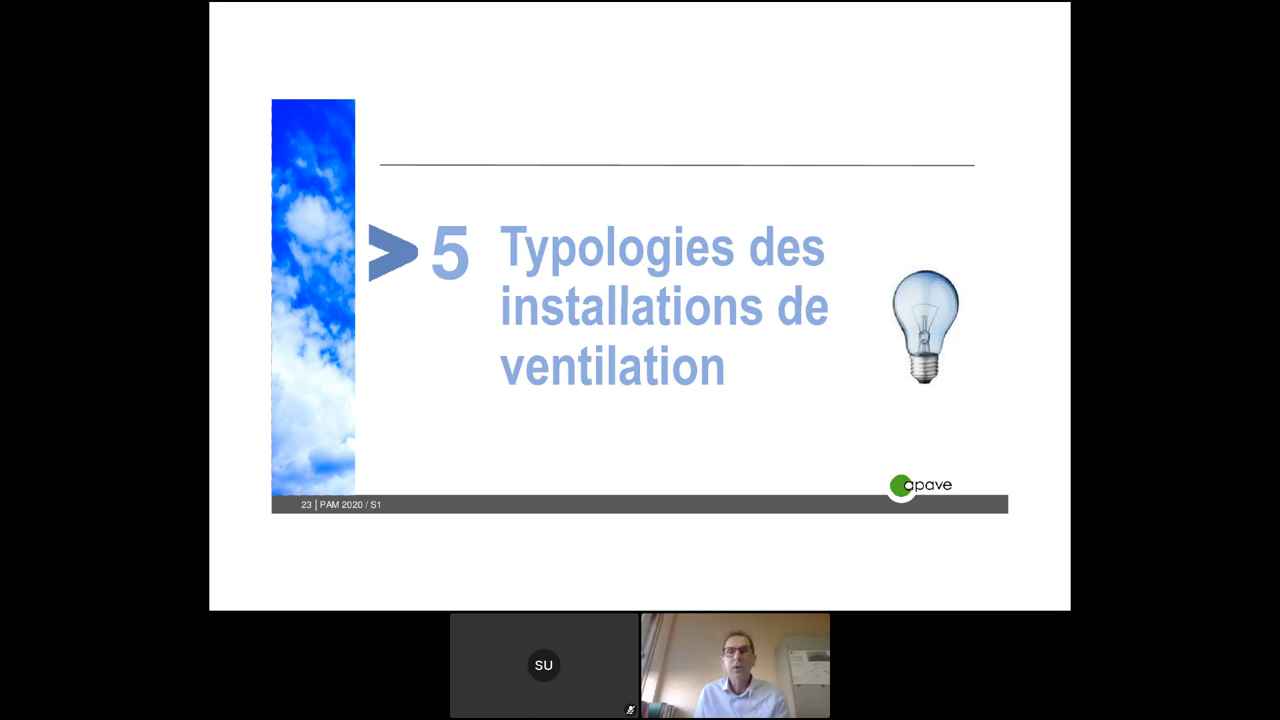 > 5 Typologies des
installations de
ventilation
apave
23 | PAM 2020 / S1
SU